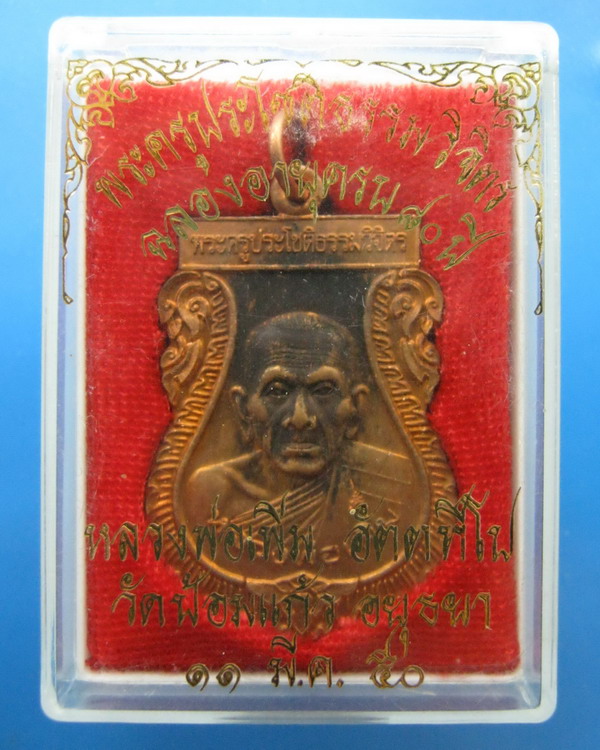 พระครูประโชติธรรมวิจิตร
ฉลองอายุครบ ๘๐ ปี
พระครูประโชติธรรมวิจิตร
หลวงพ่อเพิ่ม อัตตทีโป
วัดป้อมแก้ว อยุธยา
๑๑ มี.ค. ๕๐